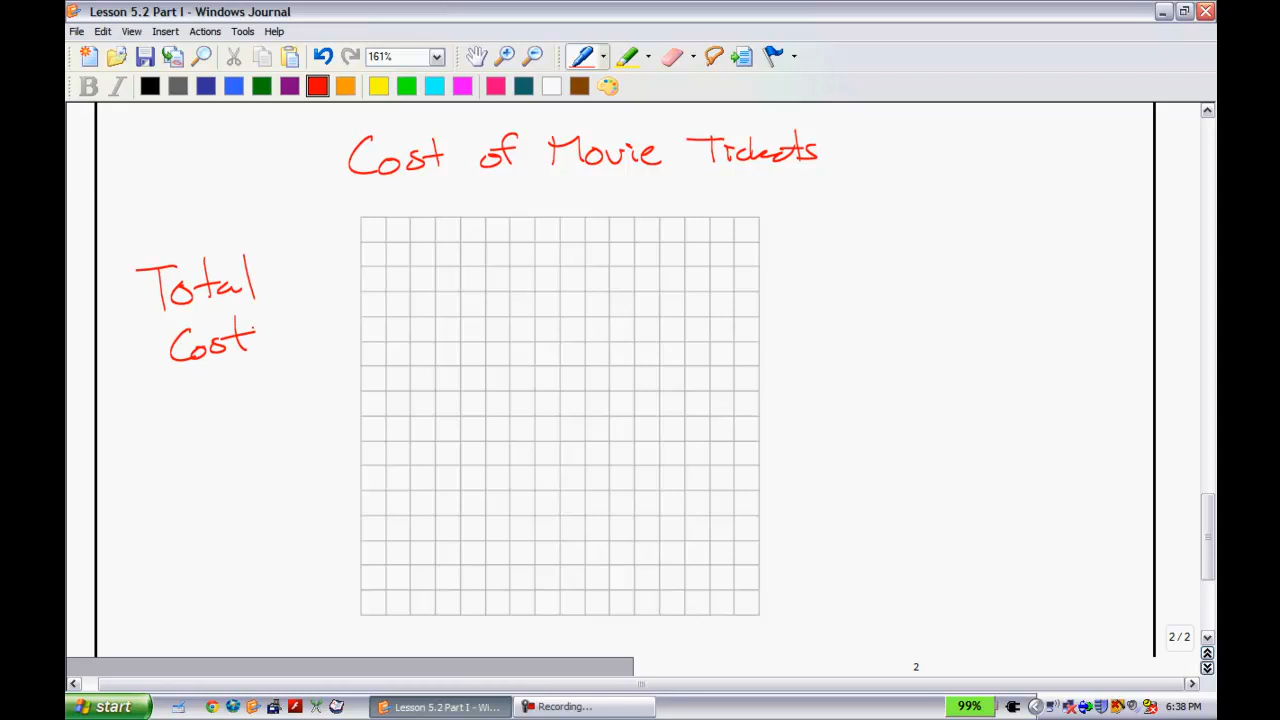 Lesson 5.2 Part I - Windows Journal
File Edit View Insert Actions Tools Help
161%
B I
Cost of Movie Tickets
Total
Cost
2 / 2
2
start
Lesson 5.2 Part I - Wi...
Recording...
99%
6:38 PM